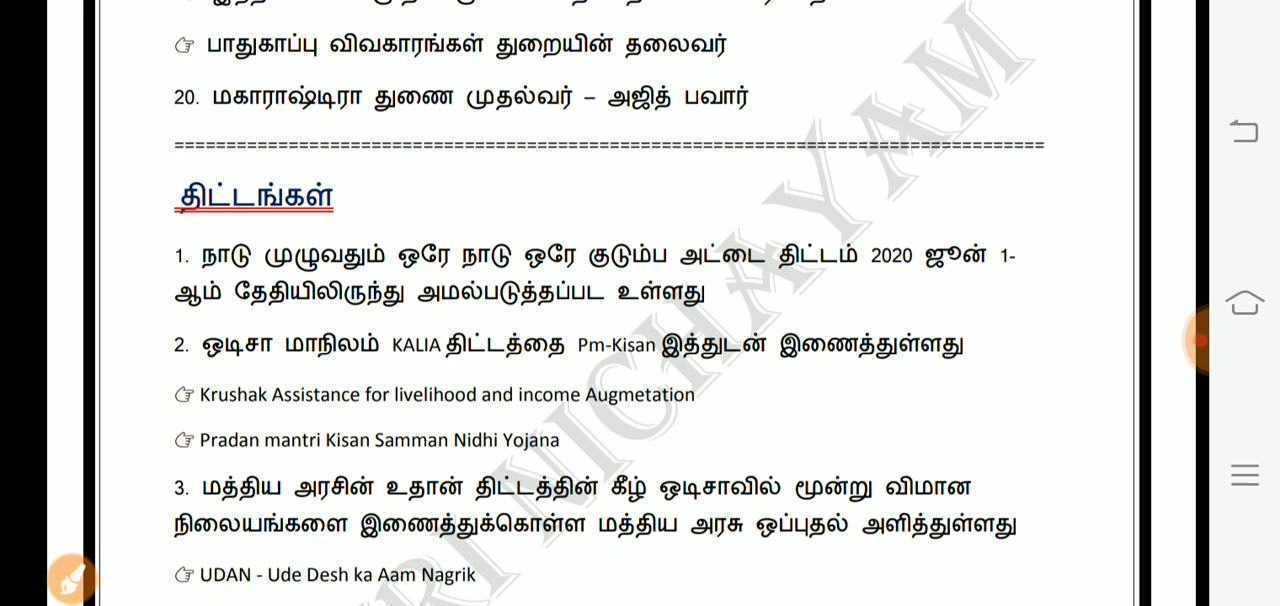 ☞ பாதுகாப்பு விவகாரங்கள் துறையின் தலைவர்
20. மகாராஷ்டிரா துணை முதல்வர் – அஜித் பவார்
====================================================================================
திட்டங்கள்
1. நாடு முழுவதும் ஒரே நாடு ஒரே குடும்ப அட்டை திட்டம் 2020 ஜூன் 1-
ஆம் தேதியிலிருந்து அமல்படுத்தப்பட உள்ளது
2. ஒடிசா மாநிலம் KALIA திட்டத்தை Pm-Kisan இத்துடன் இணைத்துள்ளது
☞ Krushak Assistance for livelihood and income Augmetation
☞ Pradan mantri Kisan Samman Nidhi Yojana
3. மத்திய அரசின் உதான் திட்டத்தின் கீழ் ஒடிசாவில் மூன்று விமான
நிலையங்களை இணைத்துக்கொள்ள மத்திய அரசு ஒப்புதல் அளித்துள்ளது
☞ UDAN - Ude Desh ka Aam Nagrik
NICHAYAM